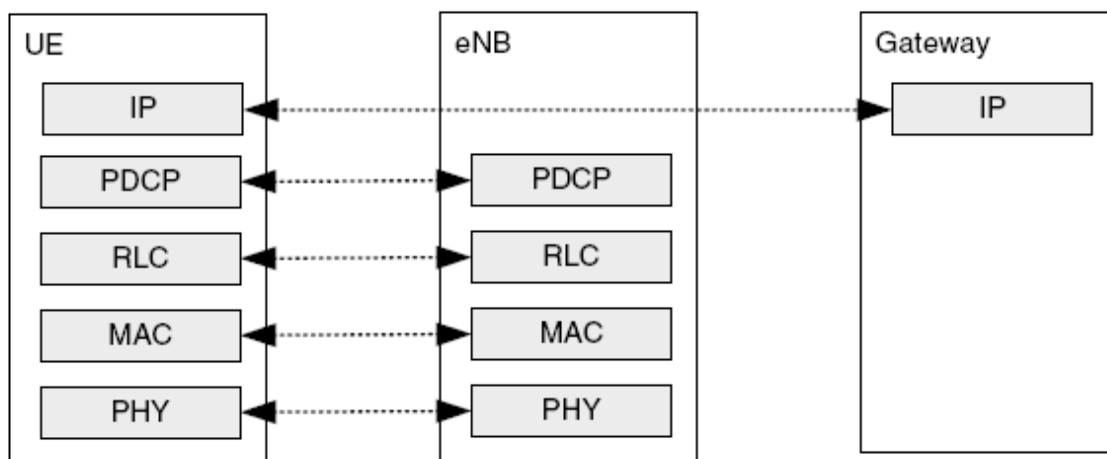 UE
eNB
Gateway
IP
IP
PDCP
PDCP
RLC
RLC
MAC
MAC
PHY
PHY